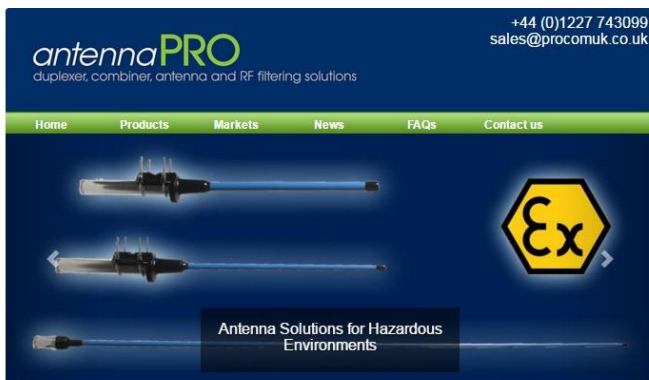 +44 (0)1227 743099
sales@procomuk.co.uk
antennaPRO
duplexer, combiner, antenna and RF filtering solutions
Home Products Markets News FAQs Contact us
Ex
Antenna Solutions for Hazardous
Environments